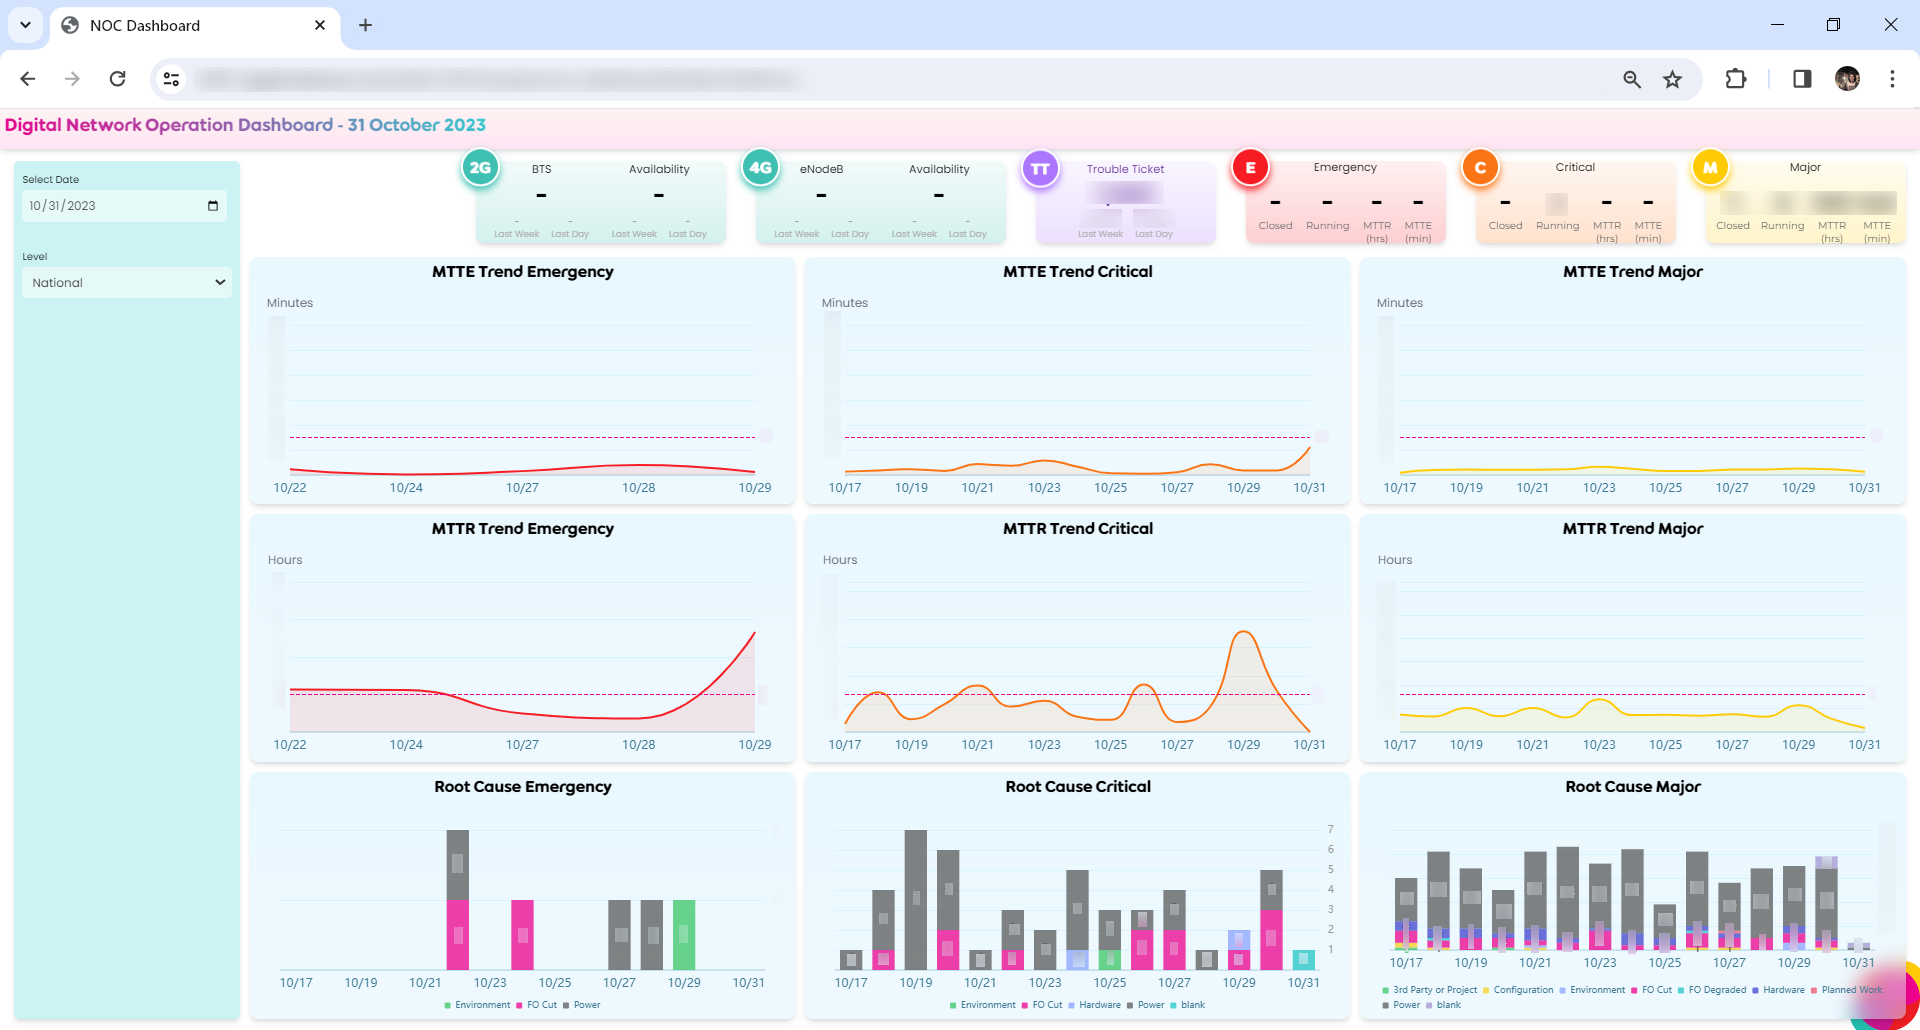 NOC Dashboard
Digital Network Operation Dashboard - 31 October 2023
Select Date
10/31/2023
Level
National
2G
BTS
Availability
-
-
-
-
-
-
Last Week
Last Day
Last Week
Last Day
4G
eNodeB
Availability
-
-
-
-
-
-
Last Week
Last Day
Last Week
Last Day
TT
Trouble Ticket
Last Week
Last Day
E
Emergency
-
-
-
-
Closed
Running
MTTR (hrs)
MTTE (min)
C
Critical
-
-
-
Closed
Running
MTTR (hrs)
MTTE (min)
M
Major
Closed
Running
MTTR (hrs)
MTTE (min)
MTTE Trend Emergency
Minutes
10/22 10/24 10/27 10/28 10/29
MTTE Trend Critical
Minutes
10/17 10/19 10/21 10/23 10/25 10/27 10/29 10/31
MTTE Trend Major
Minutes
10/17 10/19 10/21 10/23 10/25 10/27 10/29 10/31
MTTR Trend Emergency
Hours
10/22 10/24 10/27 10/28 10/29
MTTR Trend Critical
Hours
10/17 10/19 10/21 10/23 10/25 10/27 10/29 10/31
MTTR Trend Major
Hours
10/17 10/19 10/21 10/23 10/25 10/27 10/29 10/31
Root Cause Emergency
10/17 10/19 10/21 10/23 10/25 10/27 10/29 10/31
Environment FO Cut Power
Root Cause Critical
7
6
5
4
3
2
1
10/17 10/19 10/21 10/23 10/25 10/27 10/29 10/31
Environment FO Cut Hardware Power blank
Root Cause Major
10/17 10/19 10/21 10/23 10/25 10/27 10/29 10/31
3rd Party or Project Configuration Environment FO Cut FO Degraded Hardware Planned Work
Power blank